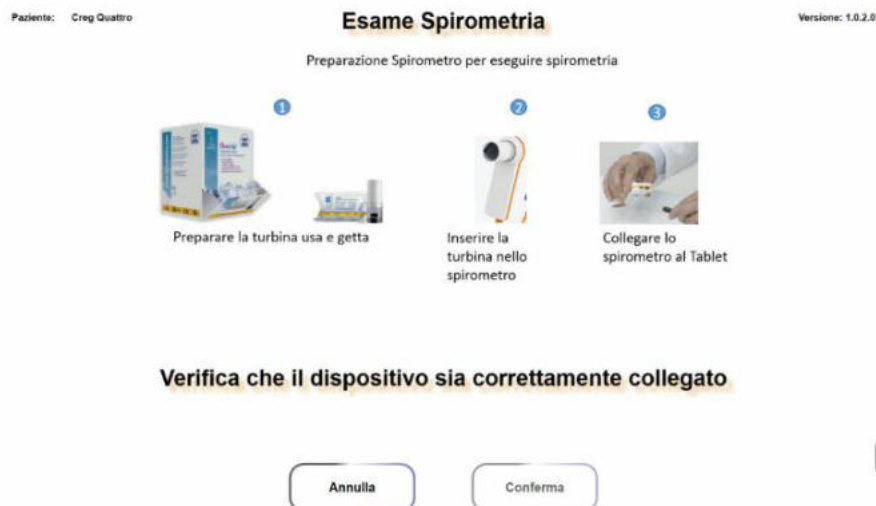 Paziente: Creg Quattro
Esame Spirometria
Versione: 1.0.2.0
Preparazione Spirometro per eseguire spirometria
1
2
3
Preparare la turbina usa e getta
Inserire la
turbina nello
spirometro
Collegare lo
spirometro al Tablet
Verifica che il dispositivo sia correttamente collegato
Annulla
Conferma